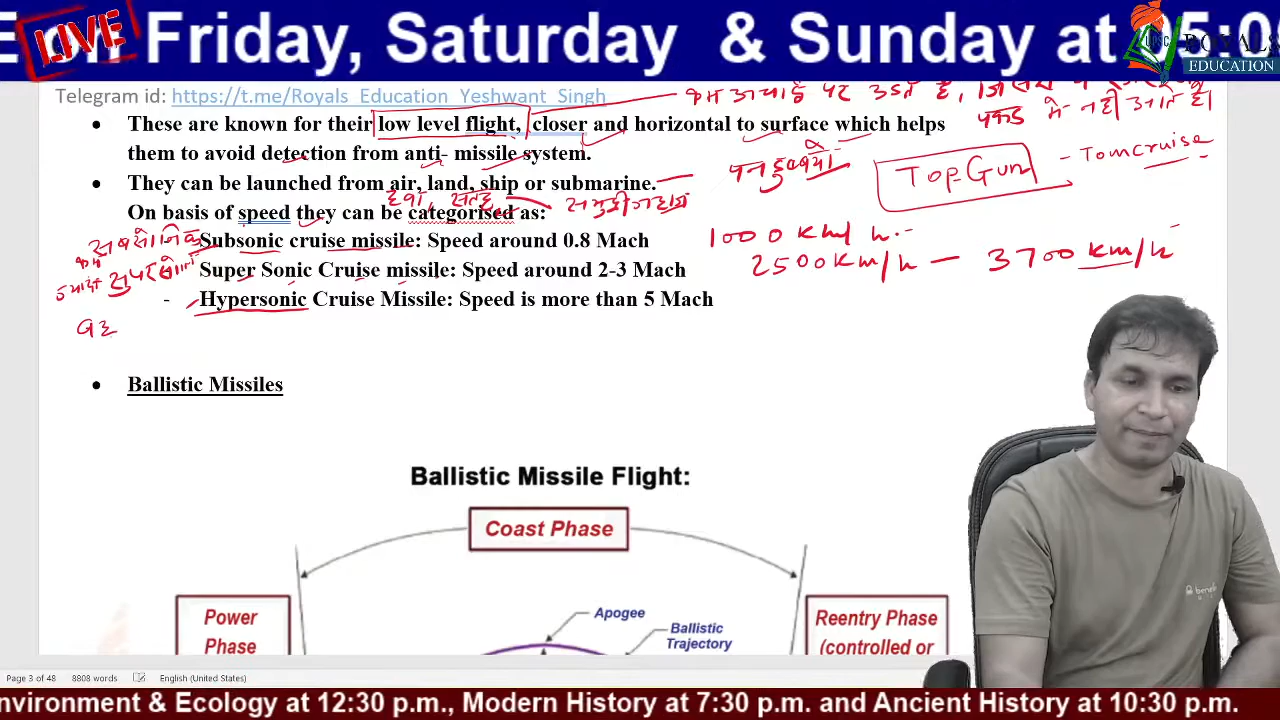 Friday, Saturday & Sunday at 05:0
LIVE
ROYALS
EDUCATION
Telegram id: https://t.me/Royals_Education_Yeshwant_Singh
• These are known for their low level flight, closer and horizontal to surface which helps
them to avoid detection from anti- missile system.
पनडुब्बियों
TopGun - Tomcruise
• They can be launched from air, land, ship or submarine.
हवा, सतह,
On basis of speed they can be categorised as:
Subsonic cruise missile: Speed around 0.8 Mach
1000 km/h.
Super Sonic Cruise missile: Speed around 2-3 Mach
2500 km/h - 3700 km/h
- Hypersonic Cruise Missile: Speed is more than 5 Mach
• Ballistic Missiles
Ballistic Missile Flight:
Coast Phase
Power
Phase
Apogee
Ballistic
Trajectory
Reentry Phase
(controlled or
Page 3 of 48 8808 words English (United States)
nvironment & Ecology at 12:30 p.m., Modern History at 7:30 p.m. and Ancient History at 10:30 p.m.